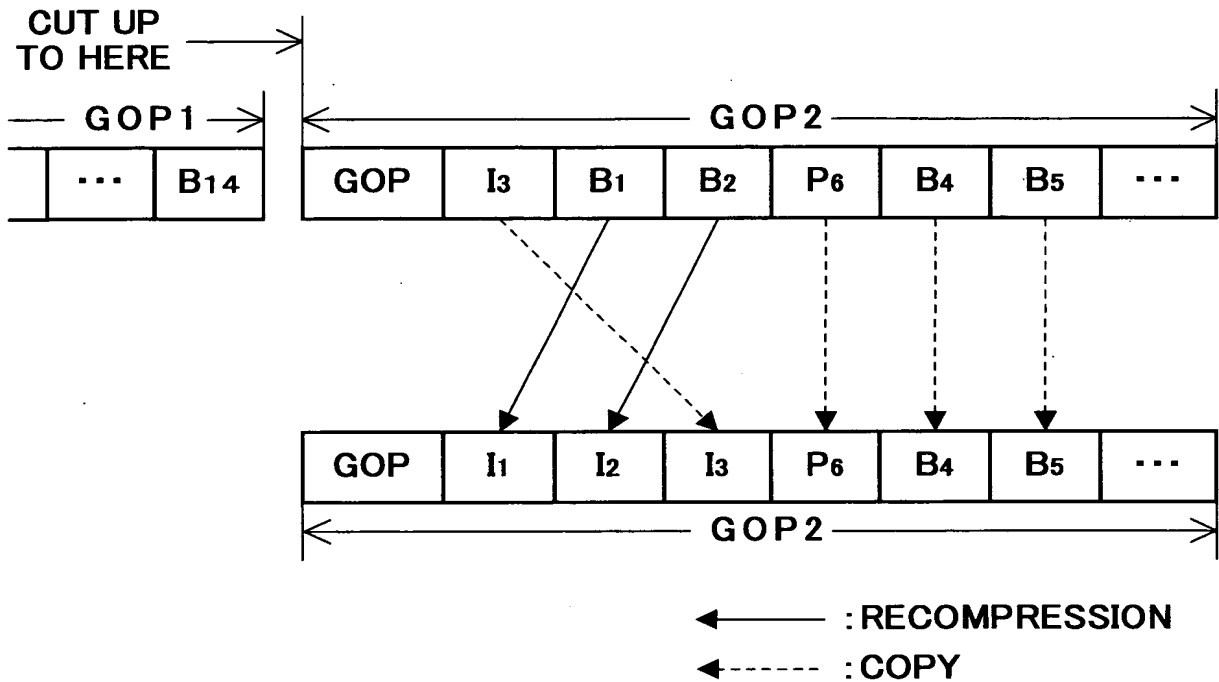 CUT UP
TO HERE
GOP1
GOP2
... B14
GOP I3 B1 B2 P6 B4 B5 ...
GOP I1 I2 I3 P6 B4 B5 ...
GOP2
:RECOMPRESSION
:COPY